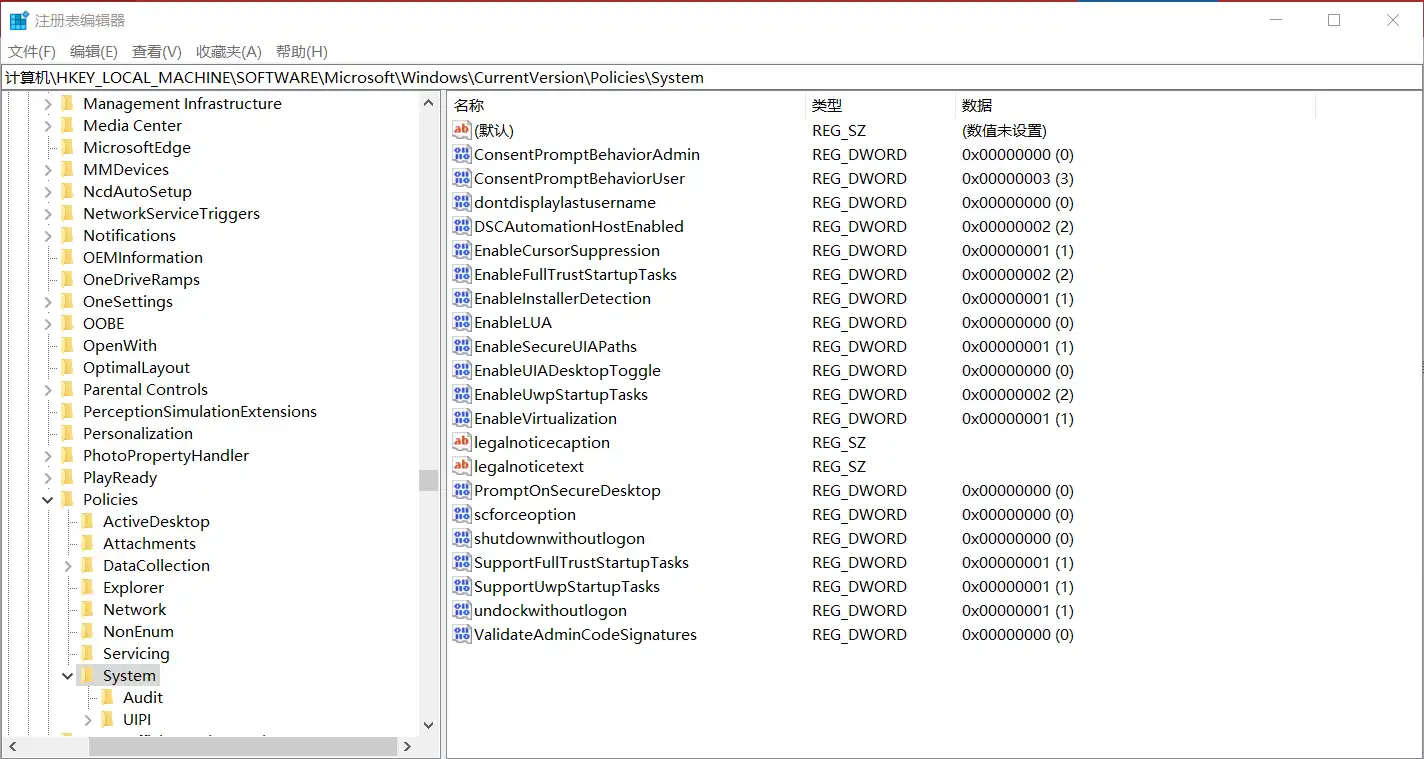 注册表编辑器
文件(F) 编辑(E) 查看(V) 收藏夹(A) 帮助(H)
计算机\HKEY_LOCAL_MACHINE\SOFTWARE\Microsoft\Windows\CurrentVersion\Policies\System
Management Infrastructure
Media Center
MicrosoftEdge
MMDevices
NcdAutoSetup
NetworkServiceTriggers
Notifications
OEMInformation
OneDriveRamps
OneSettings
OOBE
OpenWith
OptimalLayout
Parental Controls
PerceptionSimulationExtensions
Personalization
PhotoPropertyHandler
PlayReady
Policies
ActiveDesktop
Attachments
DataCollection
Explorer
Network
NonEnum
Servicing
System
Audit
UIPI
名称 类型 数据
(默认) REG_SZ (数值未设置)
ConsentPromptBehaviorAdmin REG_DWORD 0x00000000 (0)
ConsentPromptBehaviorUser REG_DWORD 0x00000003 (3)
dontdisplaylastusername REG_DWORD 0x00000000 (0)
DSCAutomationHostEnabled REG_DWORD 0x00000002 (2)
EnableCursorSuppression REG_DWORD 0x00000001 (1)
EnableFullTrustStartupTasks REG_DWORD 0x00000002 (2)
EnableInstallerDetection REG_DWORD 0x00000001 (1)
EnableLUA REG_DWORD 0x00000000 (0)
EnableSecureUIAPaths REG_DWORD 0x00000001 (1)
EnableUIADesktopToggle REG_DWORD 0x00000000 (0)
EnableUwpStartupTasks REG_DWORD 0x00000002 (2)
EnableVirtualization REG_DWORD 0x00000001 (1)
legalnoticecaption REG_SZ
legalnoticetext REG_SZ
PromptOnSecureDesktop REG_DWORD 0x00000000 (0)
scforceoption REG_DWORD 0x00000000 (0)
shutdownwithoutlogon REG_DWORD 0x00000000 (0)
SupportFullTrustStartupTasks REG_DWORD 0x00000001 (1)
SupportUwpStartupTasks REG_DWORD 0x00000001 (1)
undockwithoutlogon REG_DWORD 0x00000001 (1)
ValidateAdminCodeSignatures REG_DWORD 0x00000000 (0)